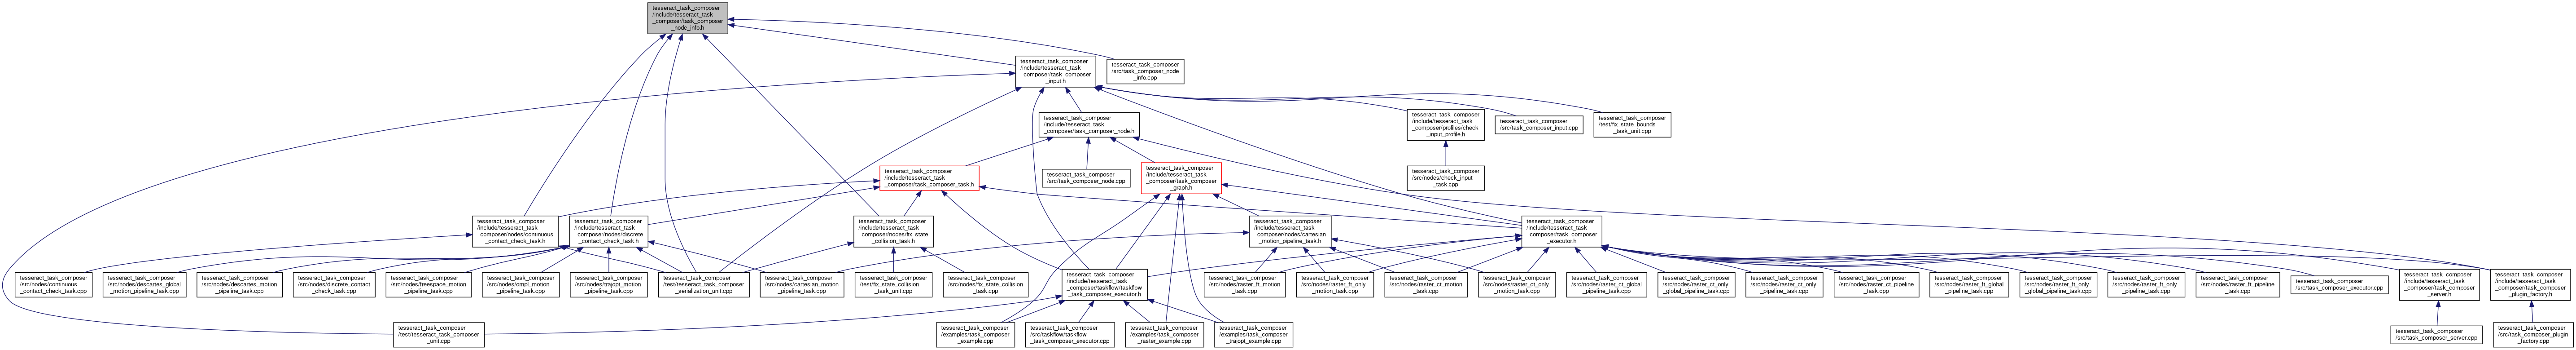 tesseract_task_composer
/include/tesseract_task
_composer/task_composer
_node_info.h
tesseract_task_composer
/include/tesseract_task
_composer/task_composer
_input.h
tesseract_task_composer
/src/task_composer_node
_info.cpp
tesseract_task_composer
/include/tesseract_task
_composer/task_composer_node.h
tesseract_task_composer
/include/tesseract_task
_composer/profiles/check
_input_profile.h
tesseract_task_composer
/src/task_composer_input.cpp
tesseract_task_composer
/test/fix_state_bounds
_task_unit.cpp
tesseract_task_composer
/include/tesseract_task
_composer/task_composer_task.h
tesseract_task_composer
/src/task_composer_node.cpp
tesseract_task_composer
/include/tesseract_task
_composer/task_composer
_graph.h
tesseract_task_composer
/src/nodes/check_input
_task.cpp
tesseract_task_composer
/include/tesseract_task
_composer/nodes/continuous
_contact_check_task.h
tesseract_task_composer
/include/tesseract_task
_composer/nodes/discrete
_contact_check_task.h
tesseract_task_composer
/include/tesseract_task
_composer/nodes/fix_state
_collision_task.h
tesseract_task_composer
/include/tesseract_task
_composer/nodes/cartesian
_motion_pipeline_task.h
tesseract_task_composer
/include/tesseract_task
_composer/task_composer
_executor.h
tesseract_task_composer
/src/nodes/continuous
_contact_check_task.cpp
tesseract_task_composer
/src/nodes/descartes_global
_motion_pipeline_task.cpp
tesseract_task_composer
/src/nodes/descartes_motion
_pipeline_task.cpp
tesseract_task_composer
/src/nodes/discrete_contact
_check_task.cpp
tesseract_task_composer
/src/nodes/freespace_motion
_pipeline_task.cpp
tesseract_task_composer
/src/nodes/ompl_motion
_pipeline_task.cpp
tesseract_task_composer
/src/nodes/trajopt_motion
_pipeline_task.cpp
tesseract_task_composer
/test/tesseract_task_composer
_serialization_unit.cpp
tesseract_task_composer
/src/nodes/cartesian_motion
_pipeline_task.cpp
tesseract_task_composer
/test/fix_state_collision
_task_unit.cpp
tesseract_task_composer
/src/nodes/fix_state_collision
_task.cpp
tesseract_task_composer
/include/tesseract_task
_composer/taskflow/taskflow
_task_composer_executor.h
tesseract_task_composer
/src/nodes/raster_ft_motion
_task.cpp
tesseract_task_composer
/src/nodes/raster_ft_only
_motion_task.cpp
tesseract_task_composer
/src/nodes/raster_ct_motion
_task.cpp
tesseract_task_composer
/src/nodes/raster_ct_only
_motion_task.cpp
tesseract_task_composer
/src/nodes/raster_ct_global
_pipeline_task.cpp
tesseract_task_composer
/src/nodes/raster_ct_only
_global_pipeline_task.cpp
tesseract_task_composer
/src/nodes/raster_ct_only
_pipeline_task.cpp
tesseract_task_composer
/src/nodes/raster_ct_pipeline
_task.cpp
tesseract_task_composer
/src/nodes/raster_ft_global
_pipeline_task.cpp
tesseract_task_composer
/src/nodes/raster_ft_only
_global_pipeline_task.cpp
tesseract_task_composer
/src/nodes/raster_ft_only
_pipeline_task.cpp
tesseract_task_composer
/src/nodes/raster_ft_pipeline
_task.cpp
tesseract_task_composer
/src/task_composer_executor.cpp
tesseract_task_composer
/include/tesseract_task
_composer/task_composer
_server.h
tesseract_task_composer
/include/tesseract_task
_composer/task_composer
_plugin_factory.h
tesseract_task_composer
/test/tesseract_task_composer
_unit.cpp
tesseract_task_composer
/examples/task_composer
_example.cpp
tesseract_task_composer
/src/taskflow/taskflow
_task_composer_executor.cpp
tesseract_task_composer
/examples/task_composer
_raster_example.cpp
tesseract_task_composer
/examples/task_composer
_trajopt_example.cpp
tesseract_task_composer
/src/task_composer_server.cpp
tesseract_task_composer
/src/task_composer_plugin
_factory.cpp